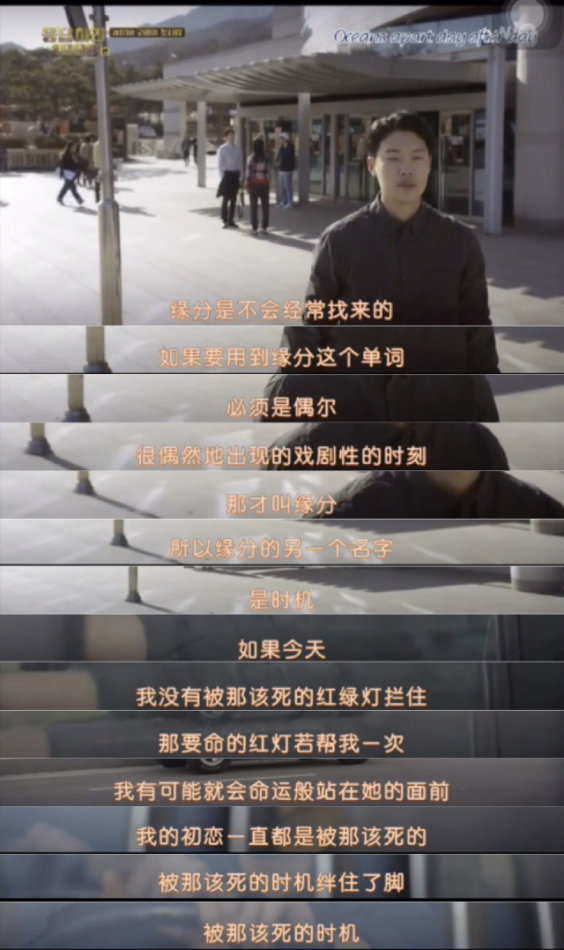 Oceans apart day after day
缘分是不会经常找来的
如果要用到缘分这个单词
必须是偶尔
很偶然地出现的戏剧性的时刻
那才叫缘分
所以缘分的另一个名字
是时机
如果今天
我没有被那该死的红绿灯拦住
那要命的红灯若帮我一次
我有可能就会命运般站在她的面前
我的初恋一直都是被那该死的
被那该死的时机绊住了脚
被那该死的时机